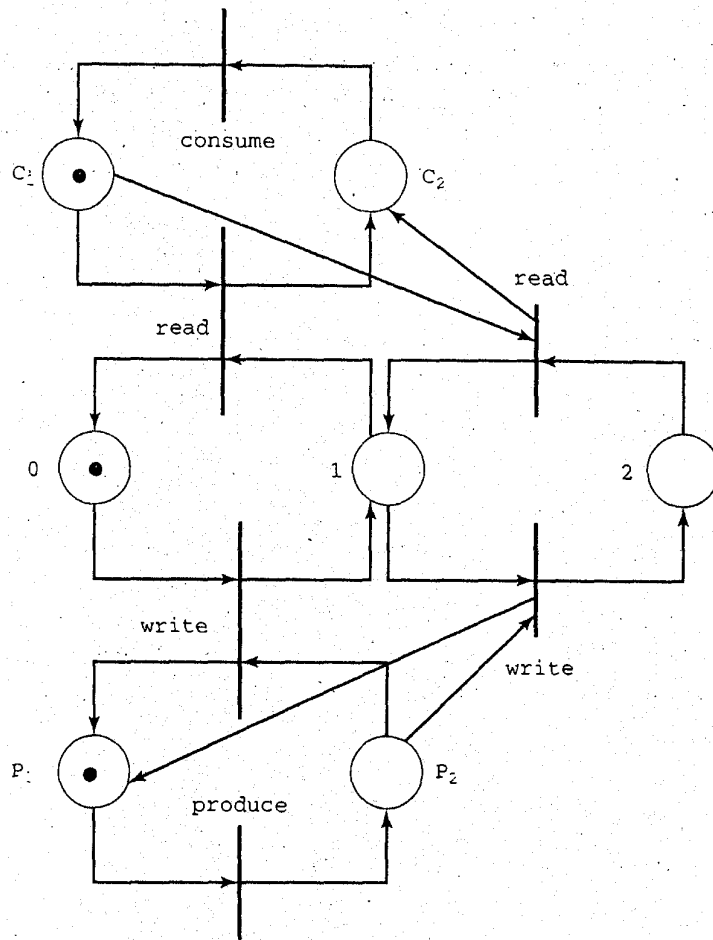 consume
C₁
C₂
read
read
0
1
2
write
write
P₁
P₂
produce